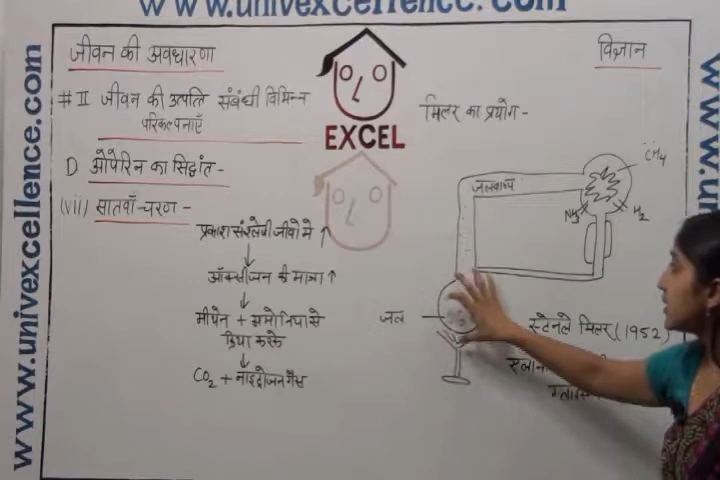 www.univexcellence.com
www.univexcellence.com
जीवन की अवधारणा
विज्ञान
# II जीवन की उत्पति संबंधी विभिन्न
परिकल्पनाएँ
EXCEL
मिलर का प्रयोग -
D ओपेरिन का सिद्धांत -
(vii) सातवाँ-चरण -
प्रकाश संश्लेषी जीवों में ↑
ऑक्सीजन की मात्रा ↑
मीथेन + अमोनिया से
क्रिया करके
CO₂ + नाइट्रोजन गैस
जलवाष्प
CH₄
NH₃
H₂
जल
स्टेनले मिलर (1952)